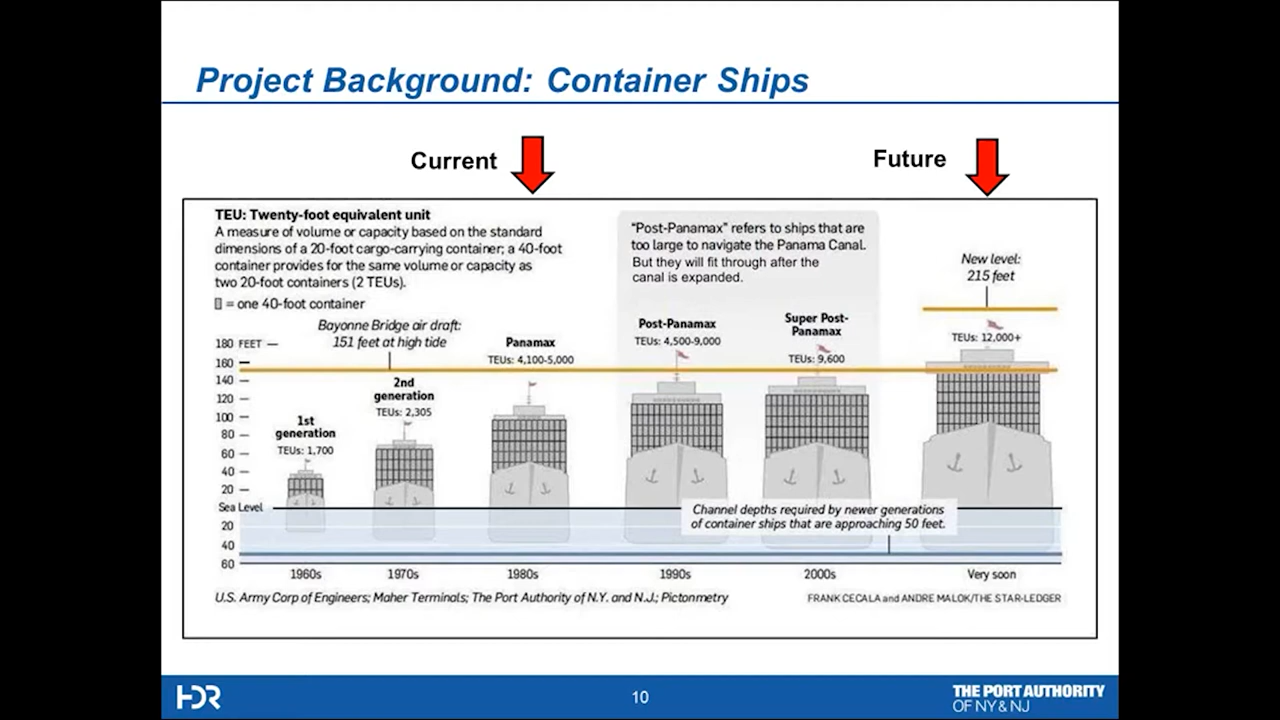 Project Background: Container Ships
Current
Future
TEU: Twenty-foot equivalent unit
A measure of volume or capacity based on the standard
dimensions of a 20-foot cargo-carrying container; a 40-foot
container provides for the same volume or capacity as
two 20-foot containers (2 TEUs).
= one 40-foot container
"Post-Panamax" refers to ships that are
too large to navigate the Panama Canal.
But they will fit through after the
canal is expanded.
New level:
215 feet
Bayonne Bridge air draft:
151 feet at high tide
1st
generation
TEUs: 1,700
2nd
generation
TEUs: 2,305
Panamax
TEUs: 4,100-5,000
Post-Panamax
TEUs: 4,500-9,000
Super Post-
Panamax
TEUs: 9,600
TEUs: 12,000+
180 FEET
160
140
120
100
80
60
40
20
Sea Level
20
40
60
Channel depths required by newer generations
of container ships that are approaching 50 feet.
1960s
1970s
1980s
1990s
2000s
Very soon
U.S. Army Corp of Engineers; Maher Terminals; The Port Authority of N.Y. and N.J.; Pictonmetry
FRANK CECALA and ANDRE MALOK/THE STAR-LEDGER
HDR
10
THE PORT AUTHORITY
OF NY & NJ